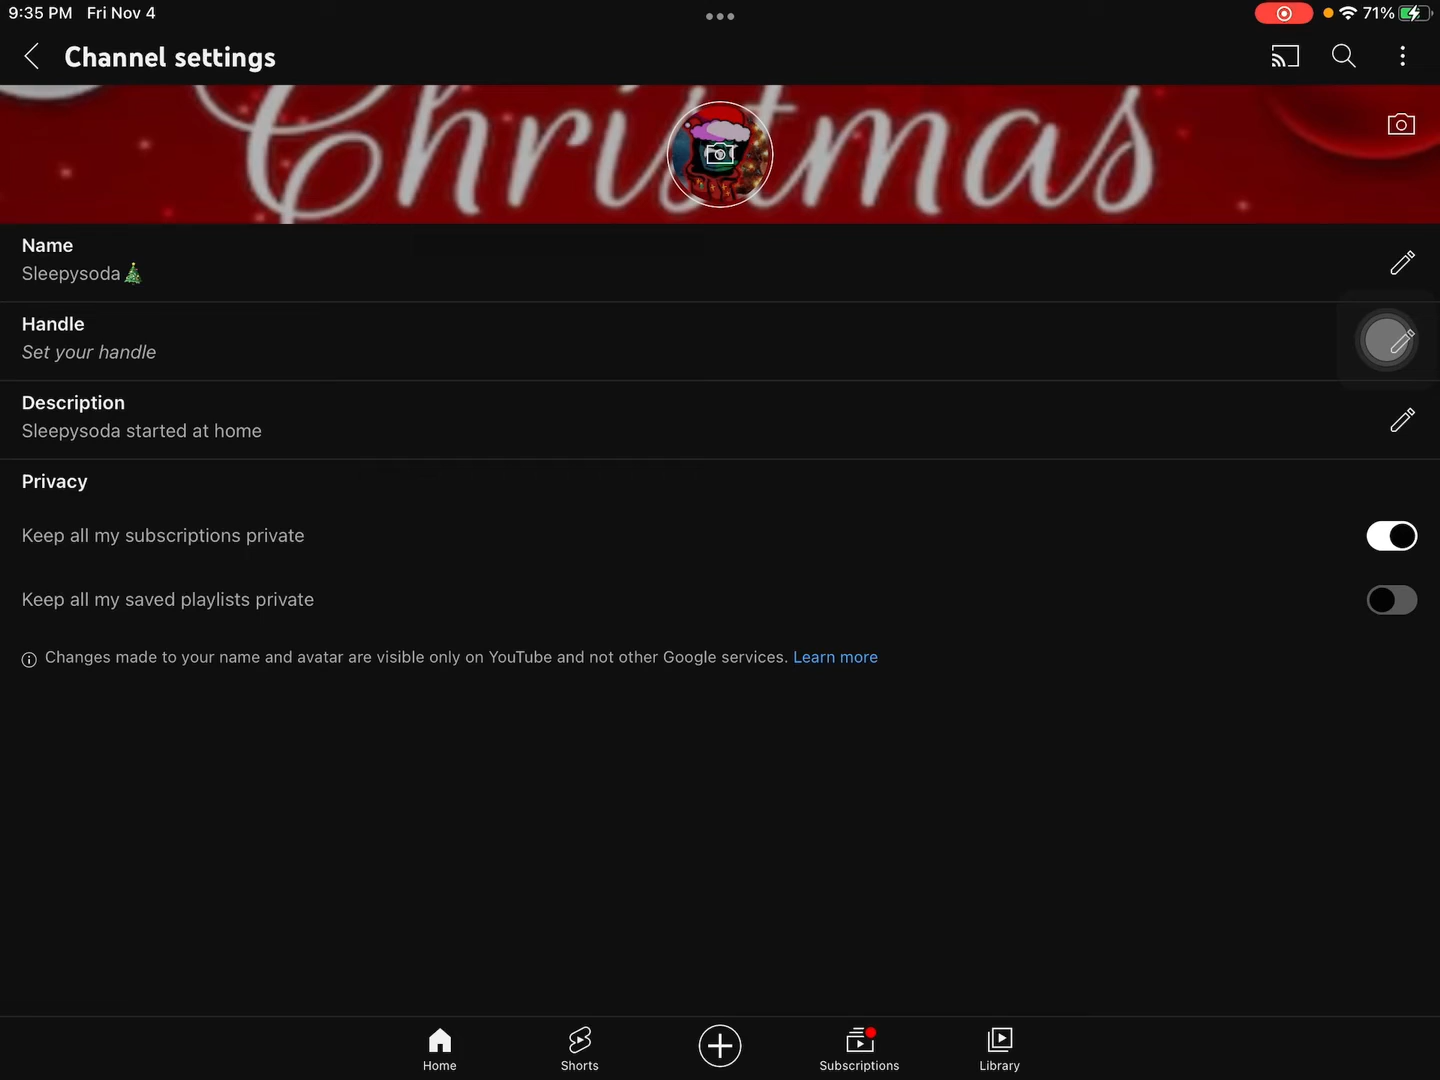 9:35 PM Fri Nov 4
71%
Channel settings
Christmas
Name
Sleepysoda🎄
Handle
Set your handle
Description
Sleepysoda started at home
Privacy
Keep all my subscriptions private
Keep all my saved playlists private
Changes made to your name and avatar are visible only on YouTube and not other Google services. Learn more
Home Shorts Subscriptions Library